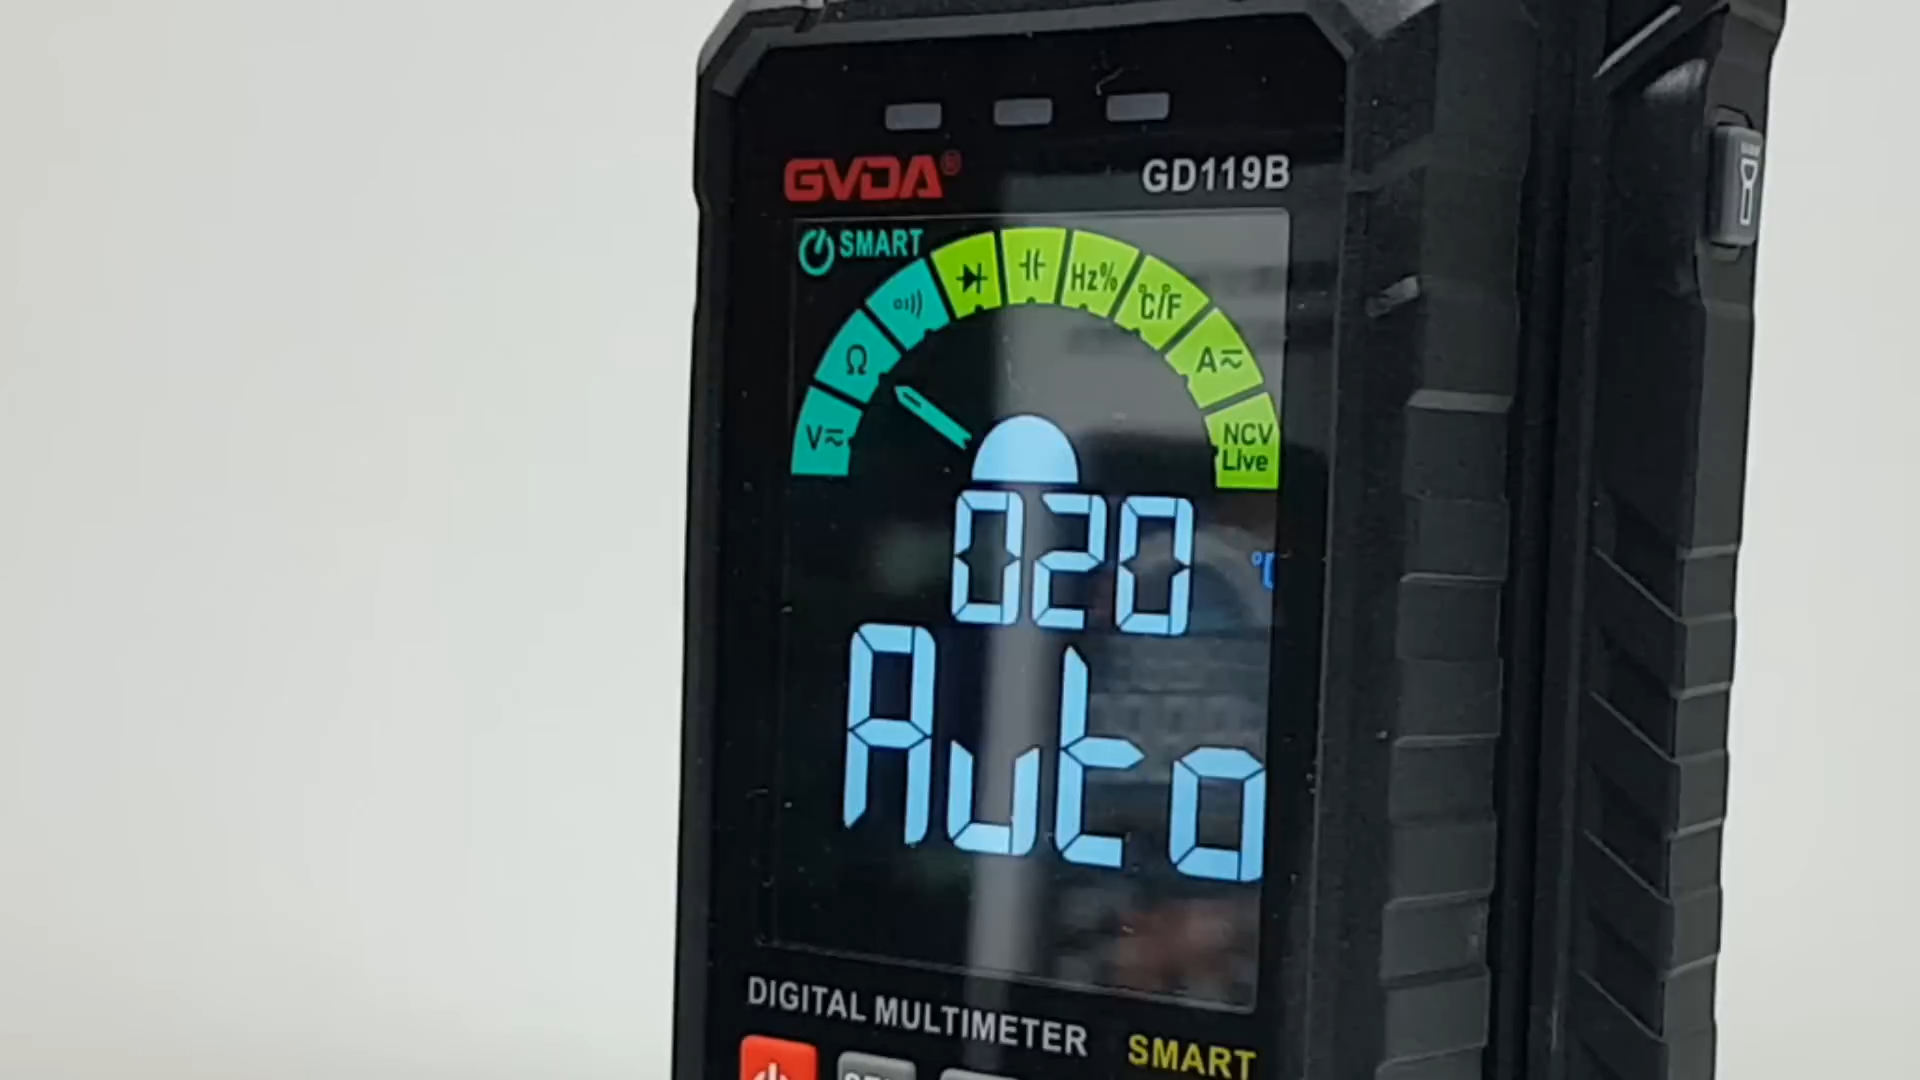 GVDA®
GD119B
SMART
V Ω Hz% °C/°F A NCV
Live
020
Auto
DIGITAL MULTIMETER
SMART